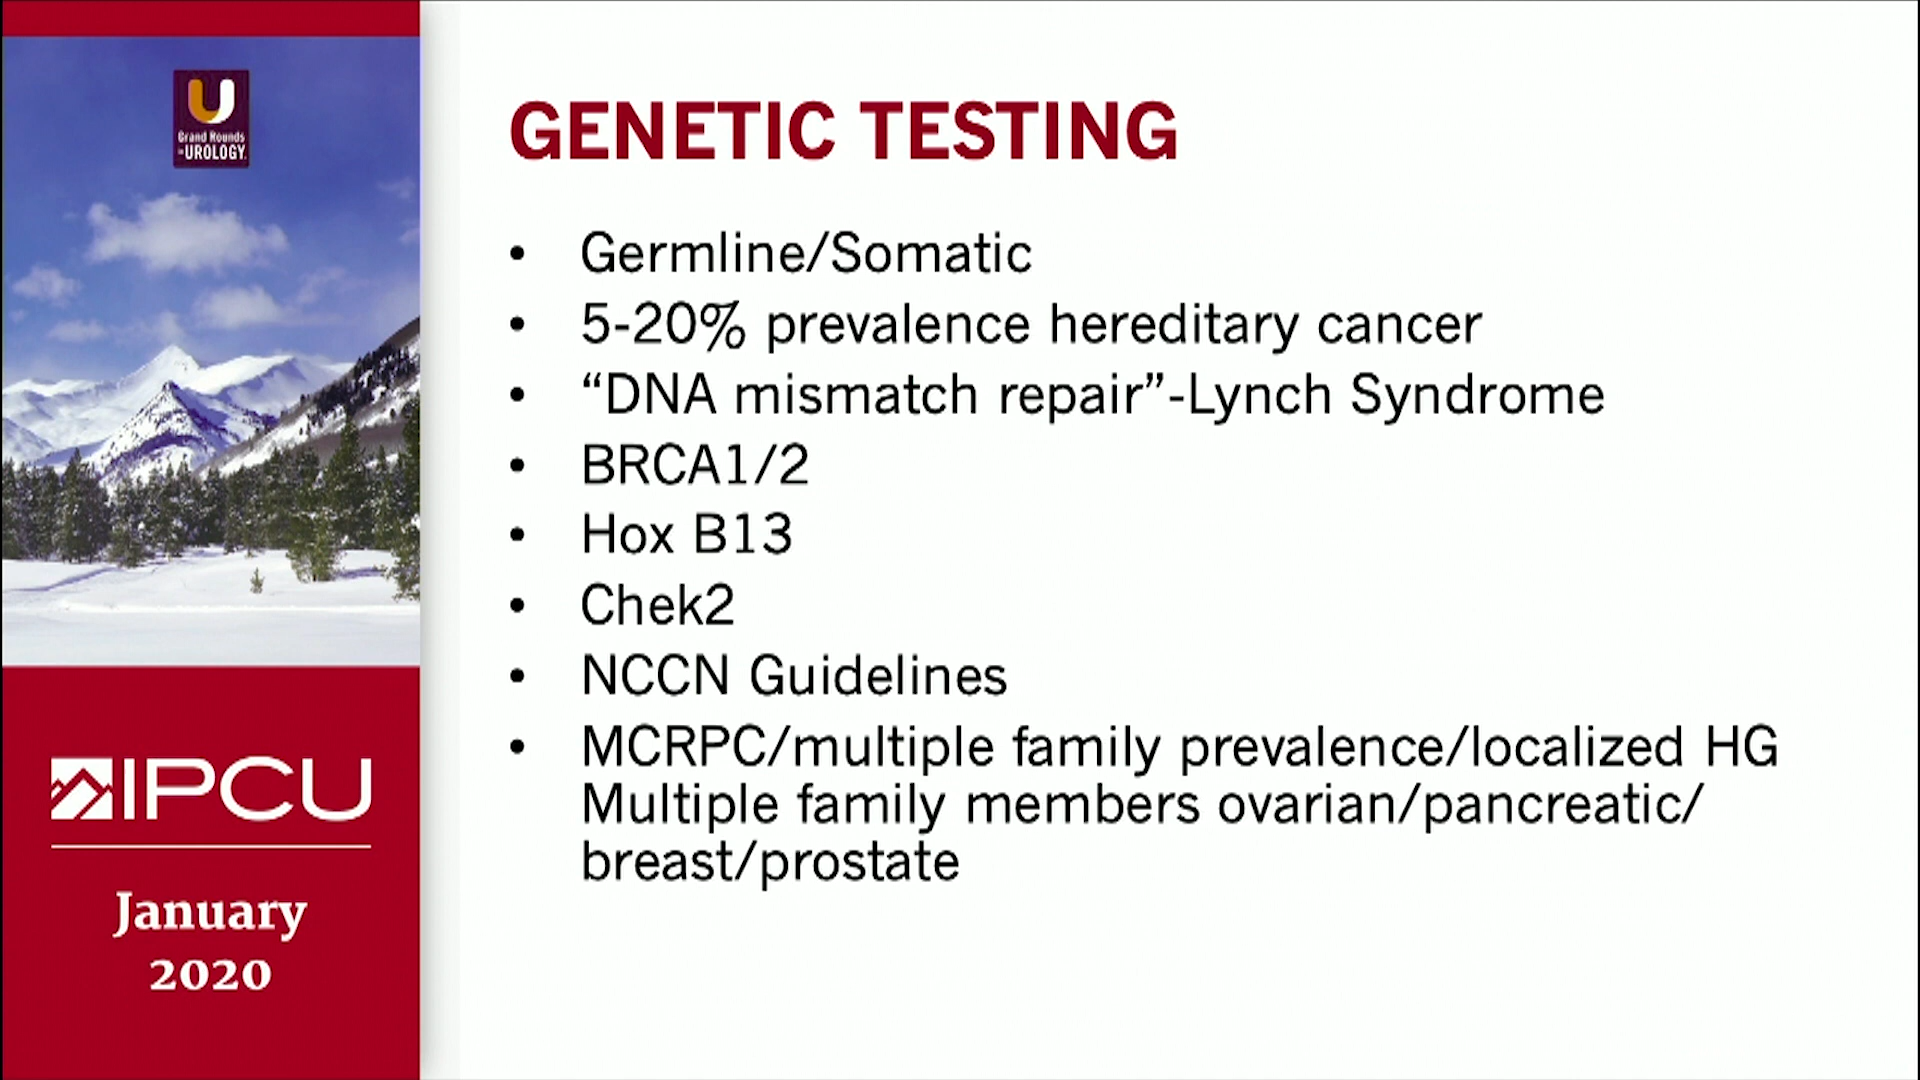 Grand Rounds
in UROLOGY
IPCU
January
2020
GENETIC TESTING
• Germline/Somatic
• 5-20% prevalence hereditary cancer
• “DNA mismatch repair”-Lynch Syndrome
• BRCA1/2
• Hox B13
• Chek2
• NCCN Guidelines
• MCRPC/multiple family prevalence/localized HG
Multiple family members ovarian/pancreatic/
breast/prostate